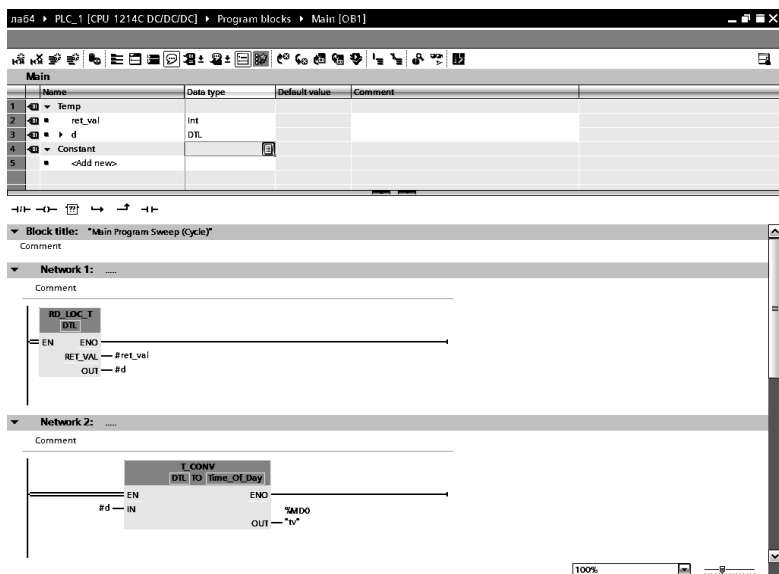 лаб4 ▸ PLC_1 [CPU 1214C DC/DC/DC] ▸ Program blocks ▸ Main [OB1]
Main
Name Data type Default value Comment
1 Temp
2 ret_val Int
3 d DTL
4 Constant
5 <Add new>
??
Block title: "Main Program Sweep (Cycle)"
Comment
Network 1: .....
Comment
RD_LOC_T
DTL
EN ENO
RET_VAL #ret_val
OUT #d
Network 2: .....
Comment
T_CONV
DTL TO Time_Of_Day
EN ENO
#d IN %MD0
OUT "tv"
100%